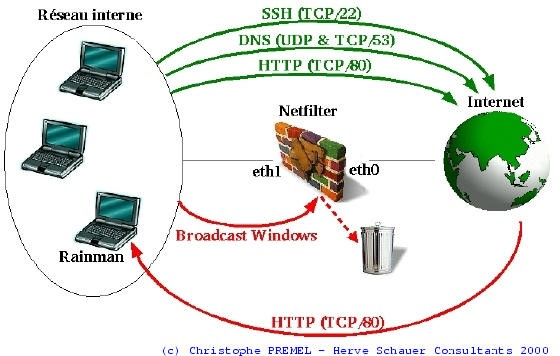 Réseau interne
SSH (TCP/22)
DNS (UDP & TCP/53)
HTTP (TCP/80)
Netfilter
Internet
eth1
eth0
Broadcast Windows
Rainman
HTTP (TCP/80)
(c) Christophe PREMEL - Herve Schauer Consultants 2000